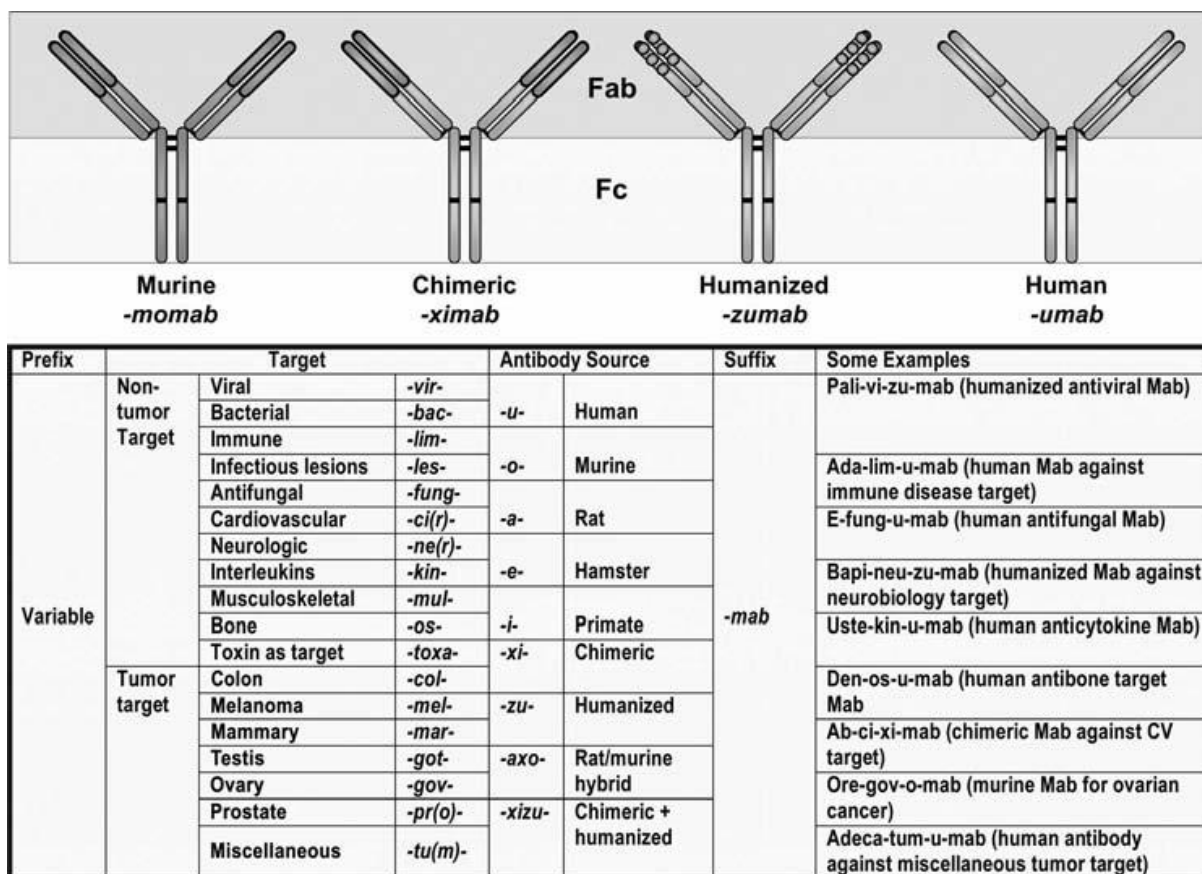 Fab
Fc
Murine
-momab
Chimeric
-ximab
Humanized
-zumab
Human
-umab
Prefix Target Antibody Source Suffix Some Examples
Variable
Non-
tumor
Target
Viral -vir-
Bacterial -bac-
Immune -lim-
Infectious lesions -les-
Antifungal -fung-
Cardiovascular -ci(r)-
Neurologic -ne(r)-
Interleukins -kin-
Musculoskeletal -mul-
Bone -os-
Toxin as target -toxa-
Tumor
target
Colon -col-
Melanoma -mel-
Mammary -mar-
Testis -got-
Ovary -gov-
Prostate -pr(o)-
Miscellaneous -tu(m)-
-u- Human
-o- Murine
-a- Rat
-e- Hamster
-i- Primate
-xi- Chimeric
-zu- Humanized
-axo- Rat/murine
hybrid
-xizu- Chimeric +
humanized
-mab
Pali-vi-zu-mab (humanized antiviral Mab)
Ada-lim-u-mab (human Mab against
immune disease target)
E-fung-u-mab (human antifungal Mab)
Bapi-neu-zu-mab (humanized Mab against
neurobiology target)
Uste-kin-u-mab (human anticytokine Mab)
Den-os-u-mab (human antibone target
Mab
Ab-ci-xi-mab (chimeric Mab against CV
target)
Ore-gov-o-mab (murine Mab for ovarian
cancer)
Adeca-tum-u-mab (human antibody
against miscellaneous tumor target)